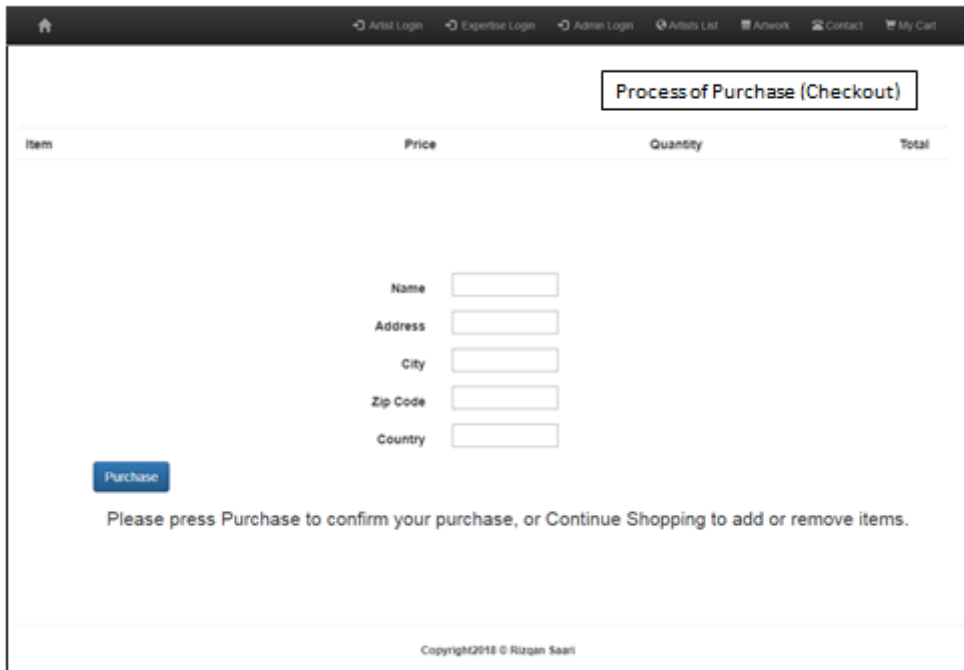 Artist Login Expertise Login Admin Login Artists List Artwork Contact My Cart
Process of Purchase (Checkout)
Item Price Quantity Total
Name
Address
City
Zip Code
Country
Purchase
Please press Purchase to confirm your purchase, or Continue Shopping to add or remove items.
Copyright2018 © Rizqan Saari